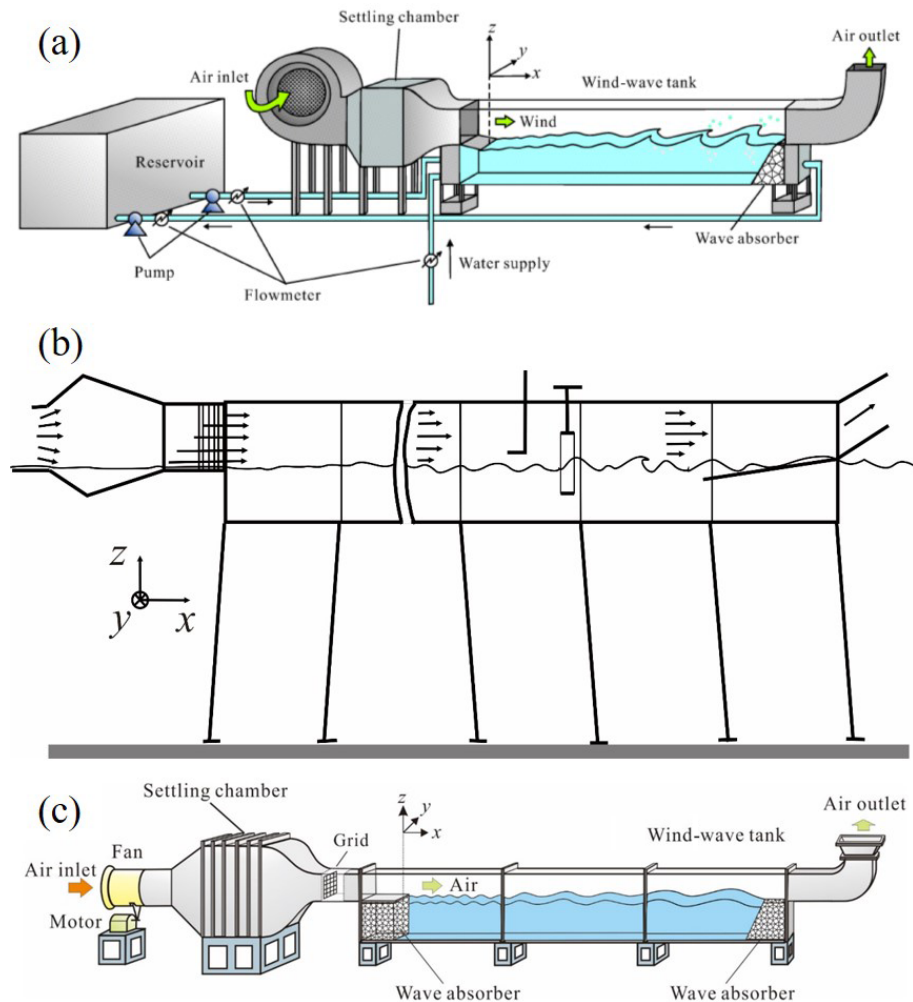 (a)
Settling chamber
z
y
x
Air outlet
Air inlet
Wind-wave tank
Wind
Reservoir
Wave absorber
Pump
Flowmeter
Water supply
(b)
z
y
x
(c)
Settling chamber
z
y
x
Air outlet
Fan
Grid
Wind-wave tank
Air inlet
Air
Motor
Wave absorber
Wave absorber